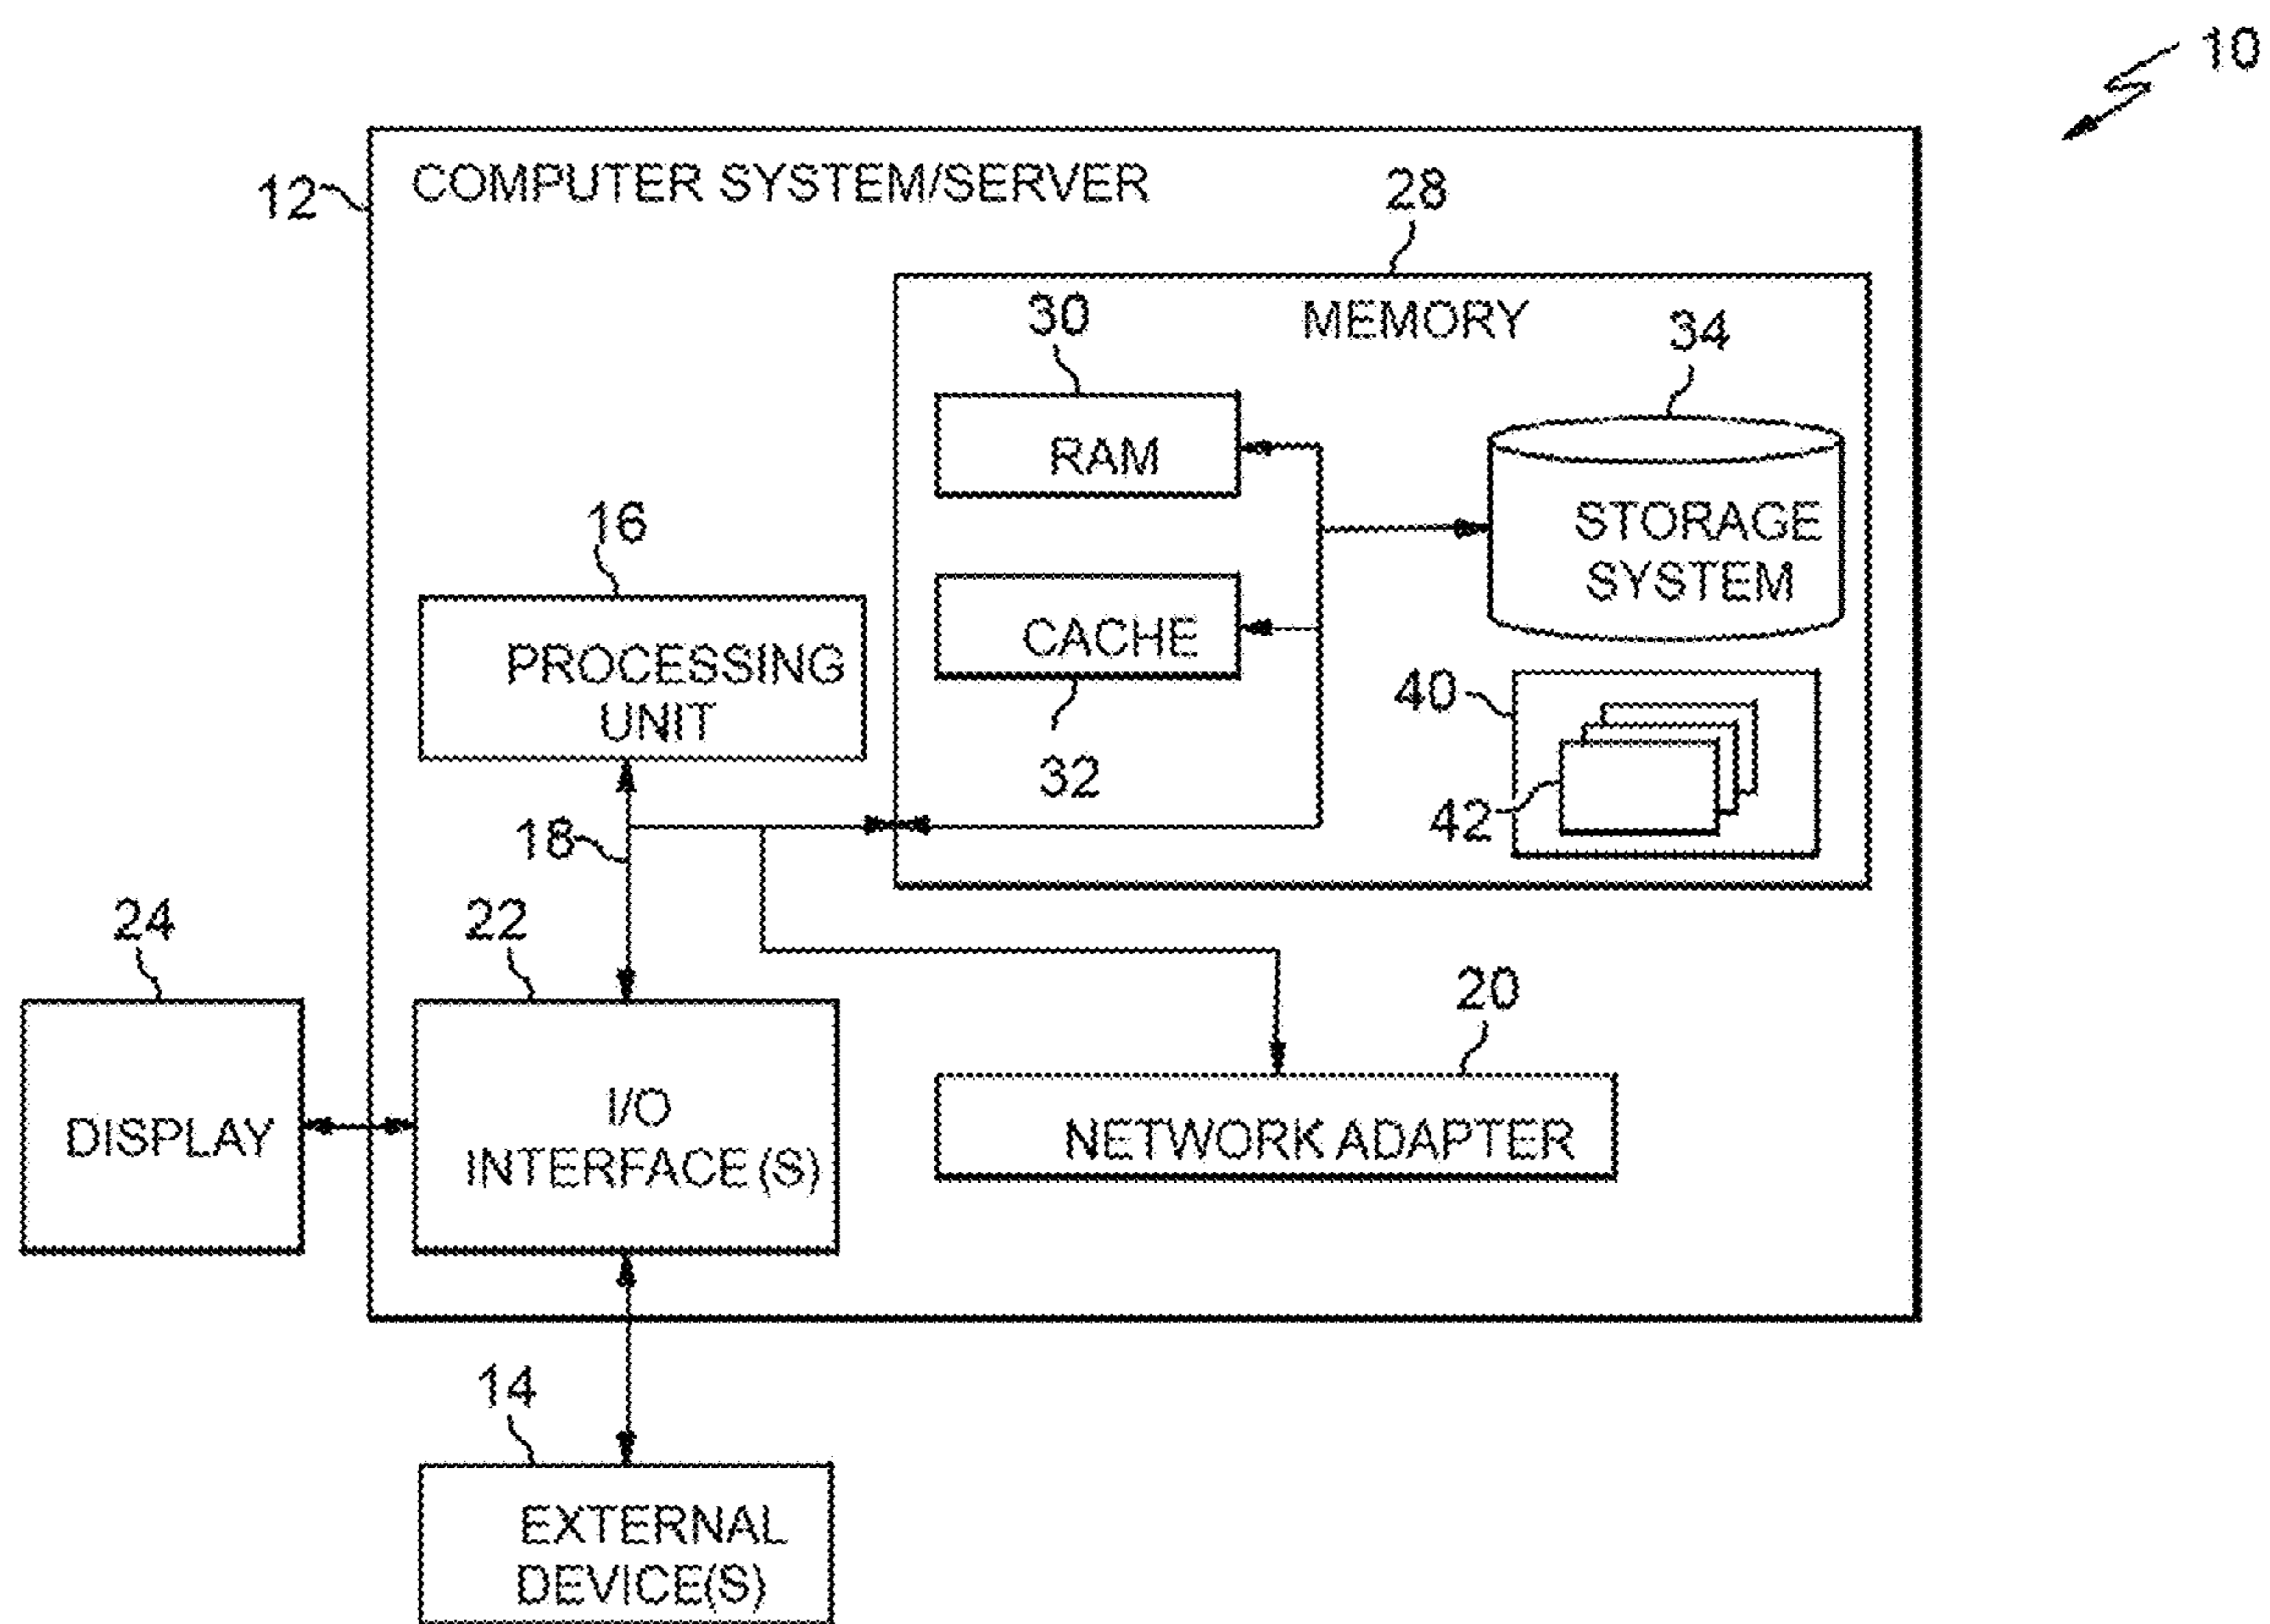 10
12
COMPUTER SYSTEM/SERVER
28
MEMORY
30
34
RAM
STORAGE
SYSTEM
16
PROCESSING
UNIT
CACHE
32
40
42
18
24
22
20
DISPLAY
I/O
INTERFACE(S)
NETWORK ADAPTER
14
EXTERNAL
DEVICE(S)